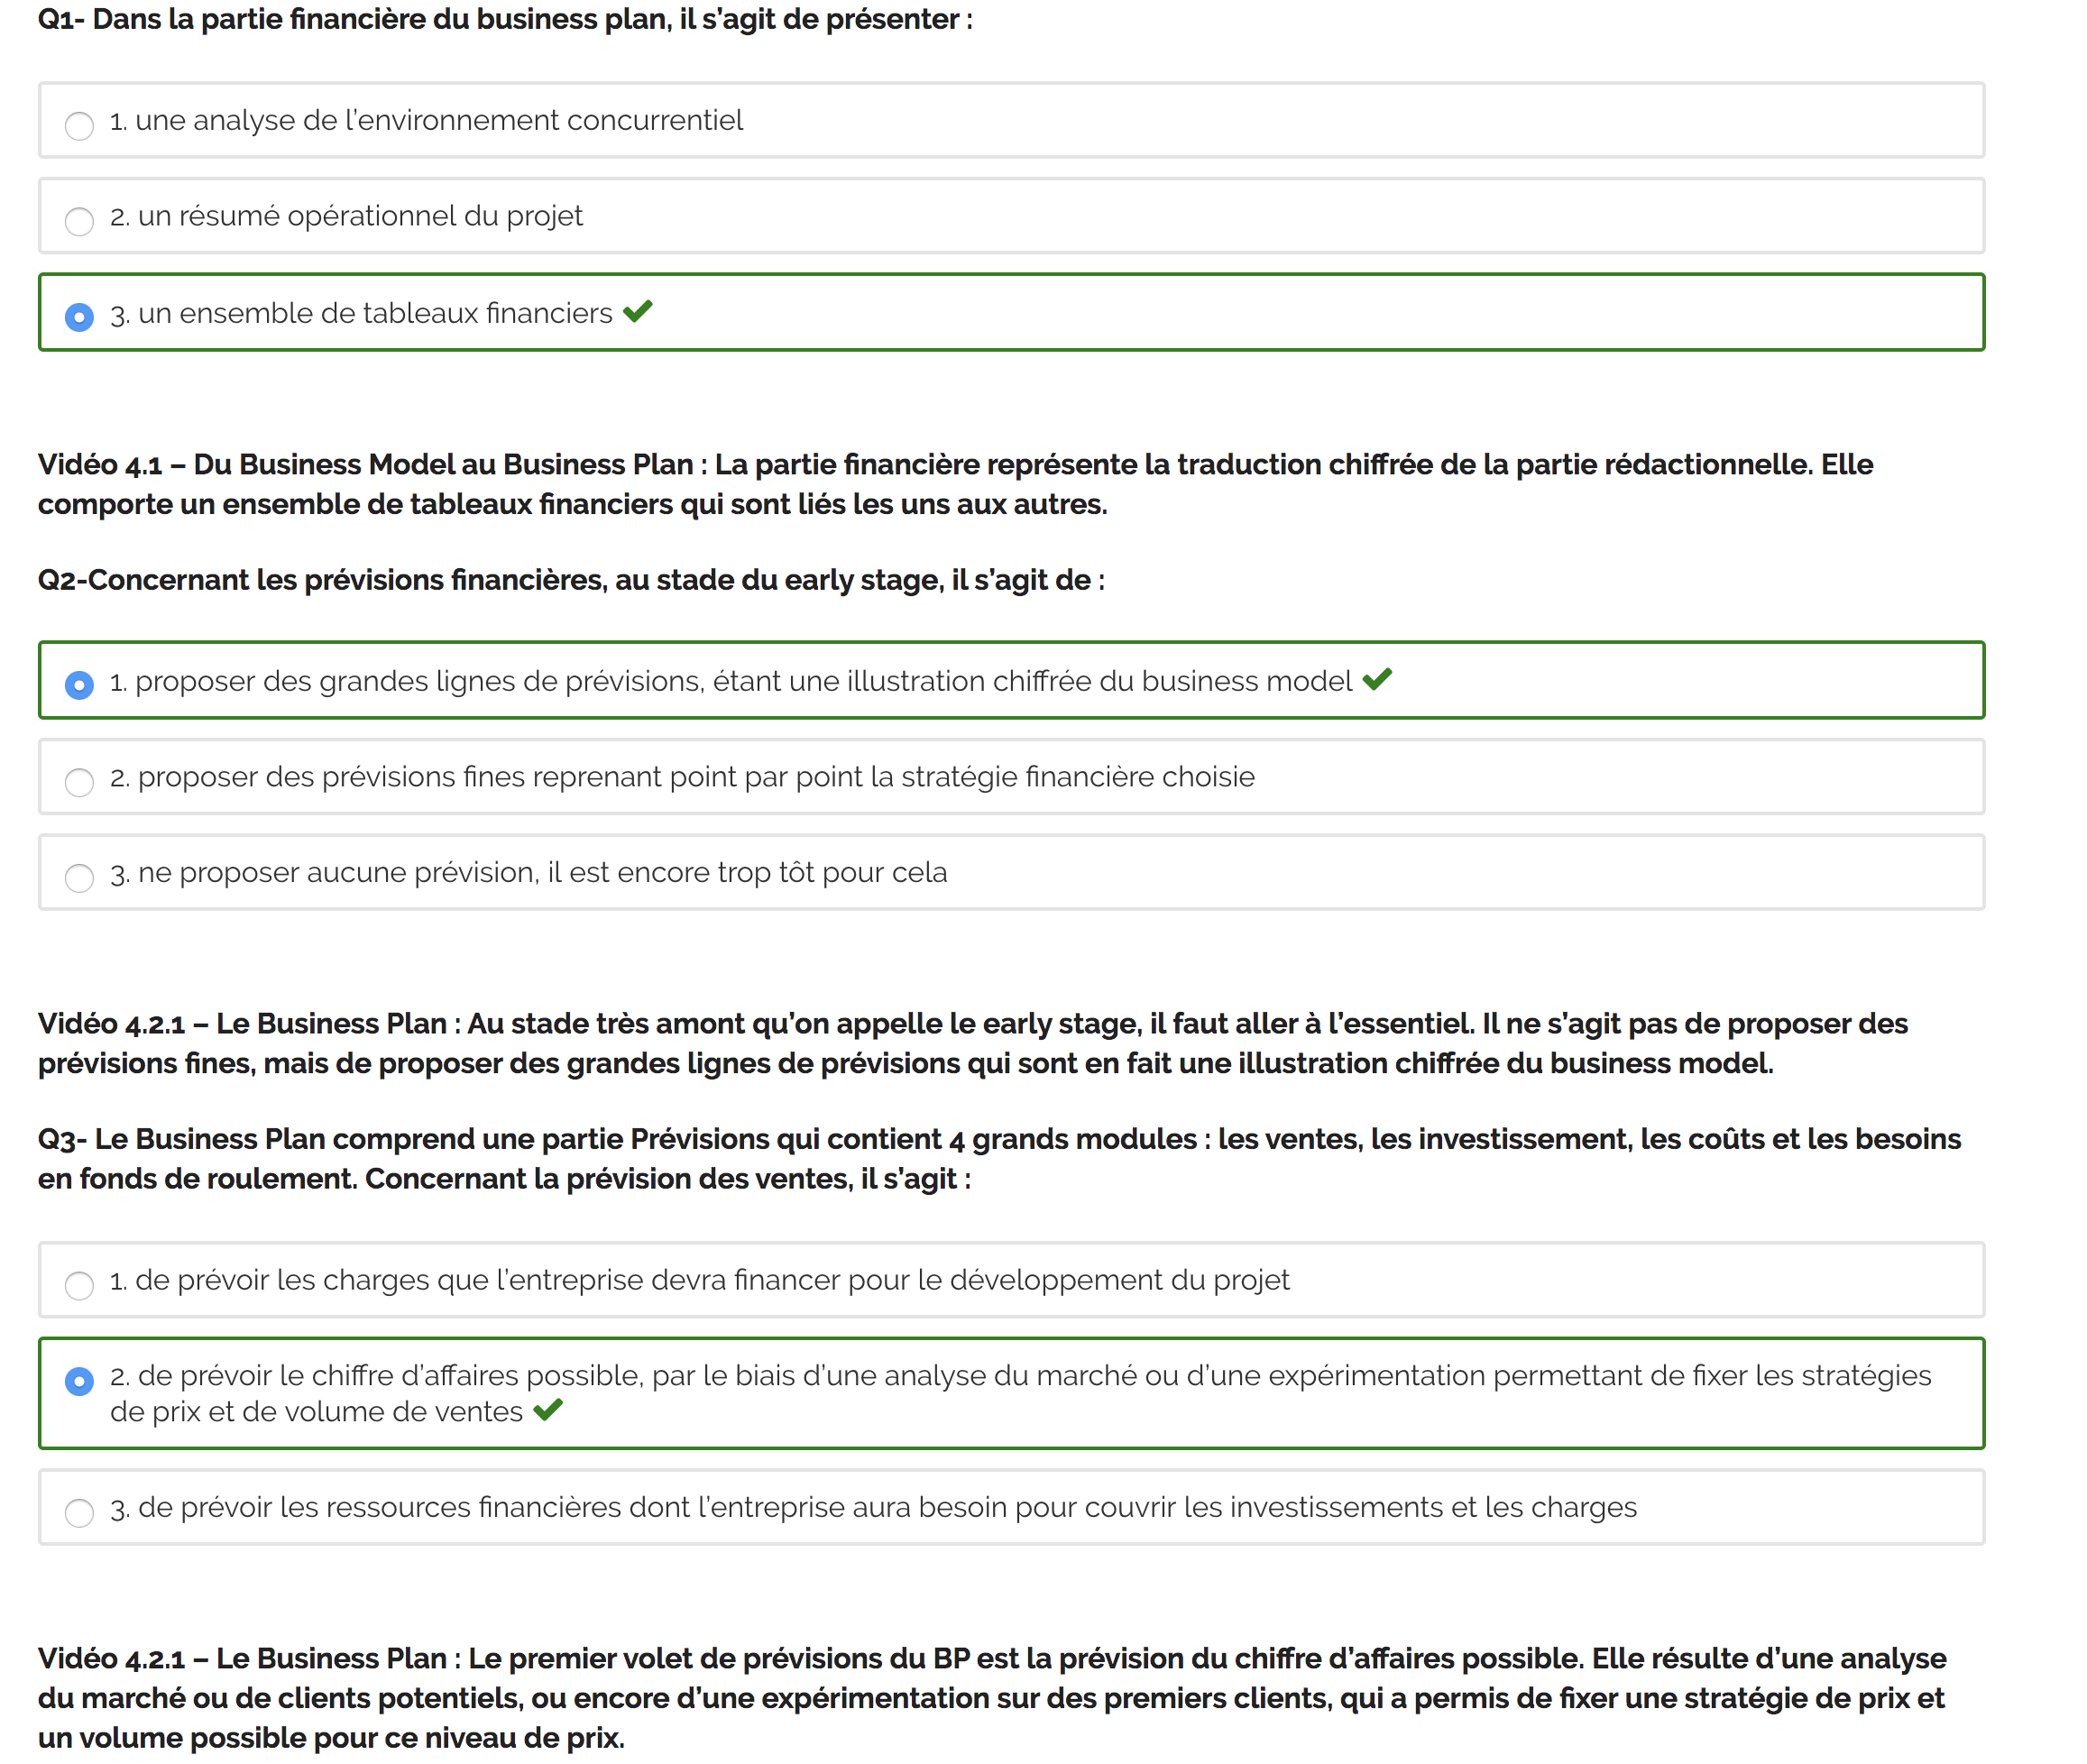 Q1- Dans la partie financière du business plan, il s’agit de présenter :
1. une analyse de l’environnement concurrentiel
2. un résumé opérationnel du projet
3. un ensemble de tableaux financiers
Vidéo 4.1 – Du Business Model au Business Plan : La partie financière représente la traduction chiffrée de la partie rédactionnelle. Elle
comporte un ensemble de tableaux financiers qui sont liés les uns aux autres.
Q2-Concernant les prévisions financières, au stade du early stage, il s’agit de :
1. proposer des grandes lignes de prévisions, étant une illustration chiffrée du business model
2. proposer des prévisions fines reprenant point par point la stratégie financière choisie
3. ne proposer aucune prévision, il est encore trop tôt pour cela
Vidéo 4.2.1 – Le Business Plan : Au stade très amont qu’on appelle le early stage, il faut aller à l’essentiel. Il ne s’agit pas de proposer des
prévisions fines, mais de proposer des grandes lignes de prévisions qui sont en fait une illustration chiffrée du business model.
Q3- Le Business Plan comprend une partie Prévisions qui contient 4 grands modules : les ventes, les investissement, les coûts et les besoins
en fonds de roulement. Concernant la prévision des ventes, il s’agit :
1. de prévoir les charges que l’entreprise devra financer pour le développement du projet
2. de prévoir le chiffre d’affaires possible, par le biais d’une analyse du marché ou d’une expérimentation permettant de fixer les stratégies
de prix et de volume de ventes
3. de prévoir les ressources financières dont l’entreprise aura besoin pour couvrir les investissements et les charges
Vidéo 4.2.1 – Le Business Plan : Le premier volet de prévisions du BP est la prévision du chiffre d’affaires possible. Elle résulte d’une analyse
du marché ou de clients potentiels, ou encore d’une expérimentation sur des premiers clients, qui a permis de fixer une stratégie de prix et
un volume possible pour ce niveau de prix.